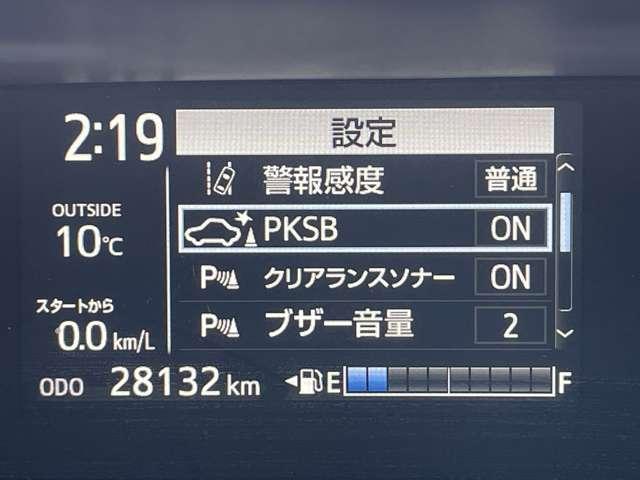 2:19
設定
警報感度 普通
OUTSIDE
10℃
PKSB ON
P クリアランスソナー ON
スタートから
0.0 km/L
P ブザー音量 2
ODO 28132 km
E F